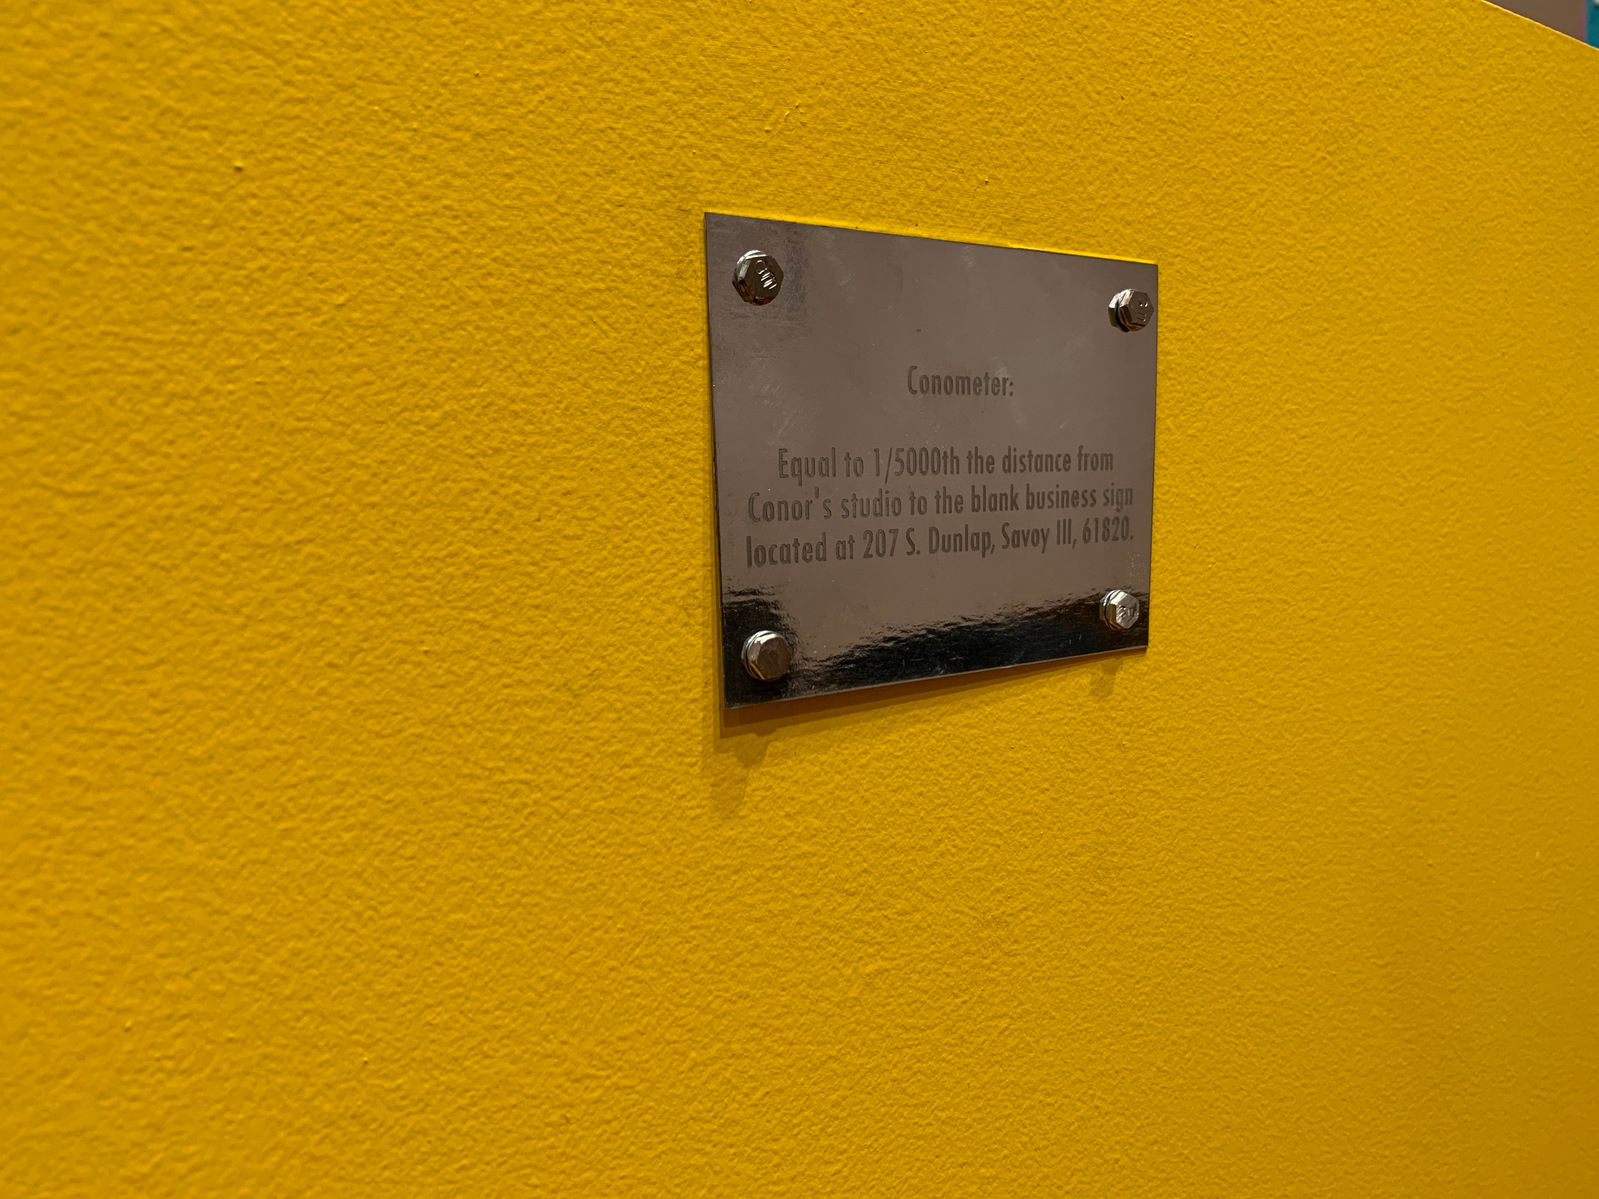 Conometer:
Equal to 1/5000th the distance from
Conor's studio to the blank business sign
located at 207 S. Dunlap, Savoy Ill, 61820.